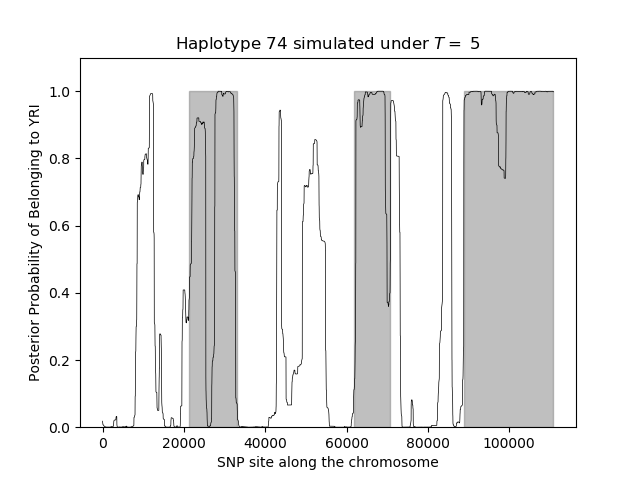 Haplotype 74 simulated under T = 5
Posterior Probability of Belonging to YRI
1.0
0.8
0.6
0.4
0.2
0.0
0 20000 40000 60000 80000 100000
SNP site along the chromosome